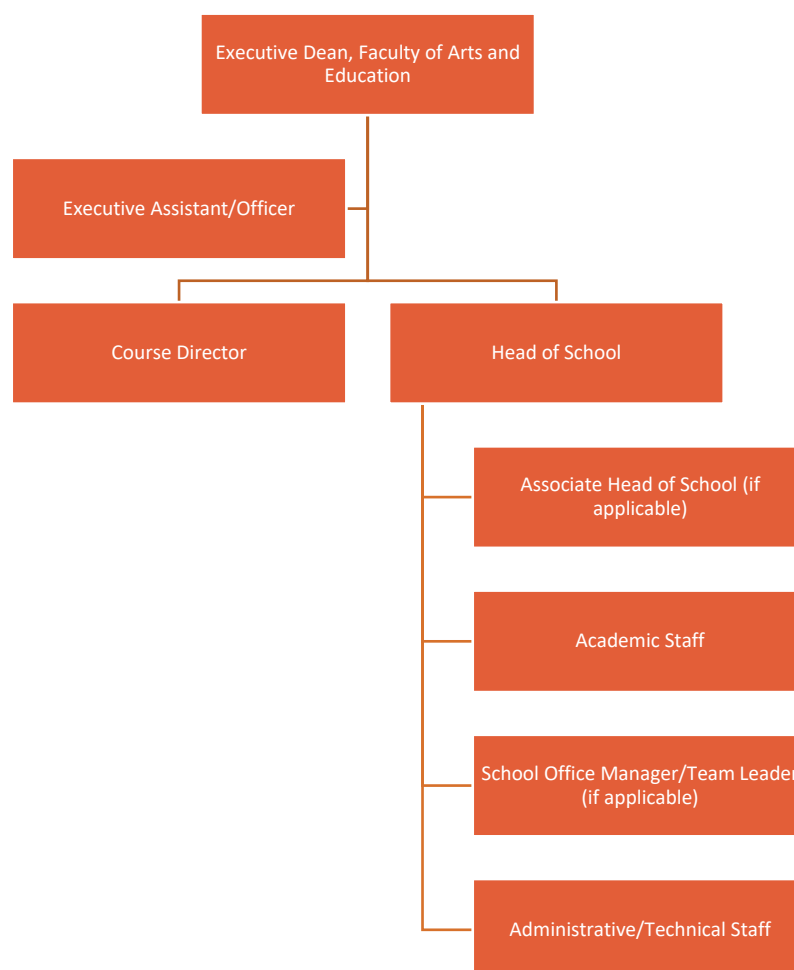 Executive Dean, Faculty of Arts and
Education
Executive Assistant/Officer
Course Director
Head of School
Associate Head of School (if
applicable)
Academic Staff
School Office Manager/Team Leader
(if applicable)
Administrative/Technical Staff